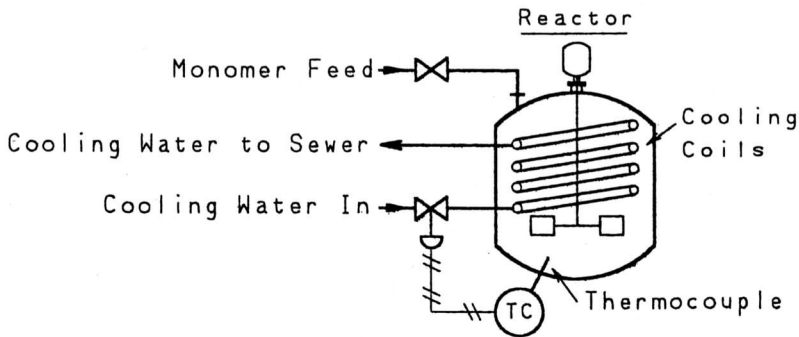 Reactor
Monomer Feed
Cooling Water to Sewer
Cooling
Coils
Cooling Water In
TC
Thermocouple